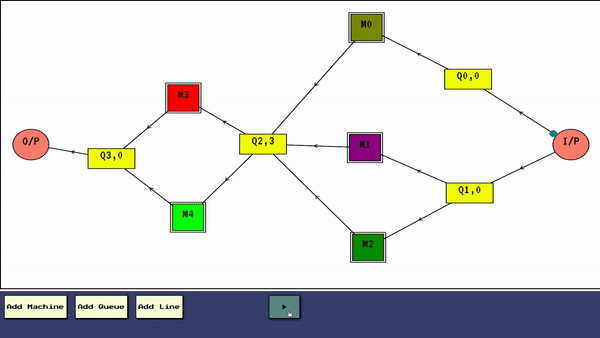 M0
Q0,0
M3
O/P
Q3,0
Q2,3
M1
I/P
Q1,0
M4
M2
Add Machine
Add Queue
Add Line